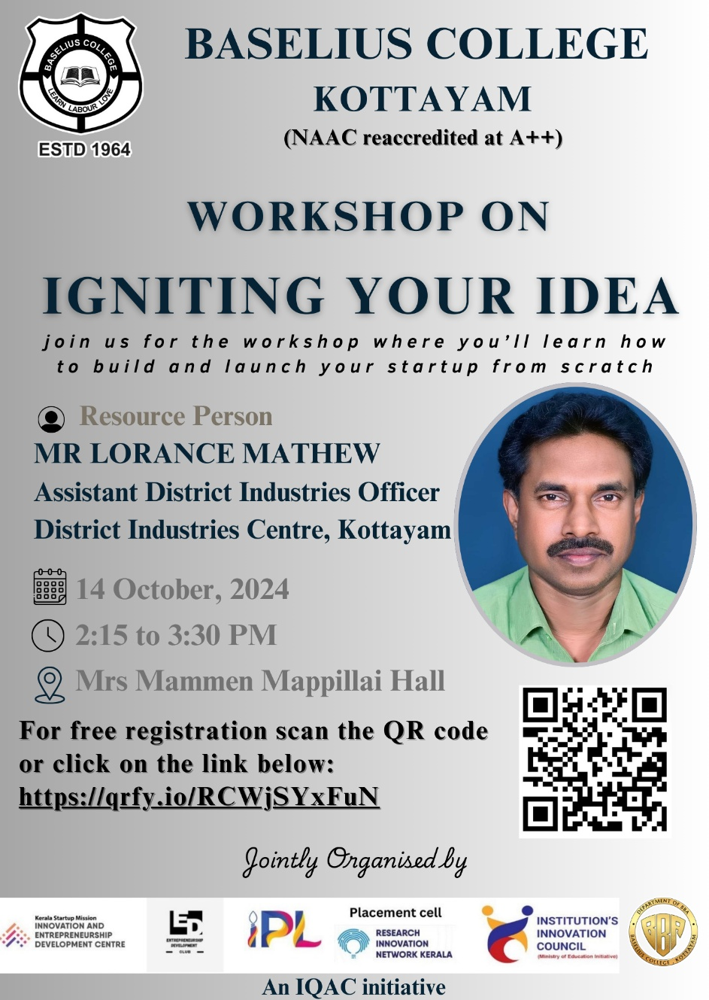 BASELIUS COLLEGE
LEARN LABOUR LOVE
ESTD 1964
BASELIUS COLLEGE
KOTTAYAM
(NAAC reaccredited at A++)
WORKSHOP ON
IGNITING YOUR IDEA
join us for the workshop where you'll learn how
to build and launch your startup from scratch
Resource Person
MR LORANCE MATHEW
Assistant District Industries Officer
District Industries Centre, Kottayam
14 October, 2024
2:15 to 3:30 PM
Mrs Mammen Mappillai Hall
For free registration scan the QR code
or click on the link below:
https://qrfy.io/RCWjSYxFuN
Jointly Organised by
Kerala Startup Mission
INNOVATION AND
ENTREPRENEURSHIP
DEVELOPMENT CENTRE
ED
ENTREPRENEURSHIP
DEVELOPMENT
CLUB
iPL
Placement cell
RESEARCH
INNOVATION
NETWORK KERALA
INSTITUTION'S
INNOVATION
COUNCIL
(Ministry of Education Initiative)
DEPARTMENT OF BBA
BBA
BASELIUS COLLEGE, KOTTAYAM
An IQAC initiative